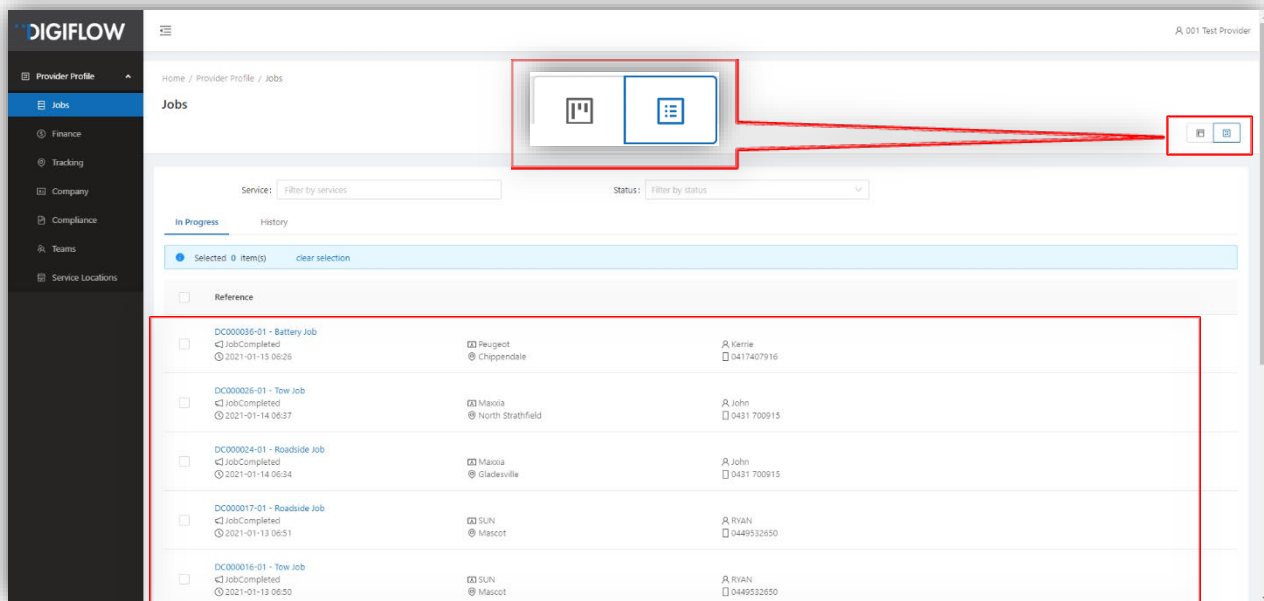 DIGIFLOW
001 Test Provider
Provider Profile
Jobs
Finance
Tracking
Company
Compliance
Teams
Service Locations
Home / Provider Profile / Jobs
Jobs
Service: Filter by services
Status: Filter by status
In Progress History
Selected 0 item(s) clear selection
Reference
DC000036-01 - Battery Job
JobCompleted Peugeot Kerrie
2021-01-15 06:26 Chippendale 0417407916
DC000026-01 - Tow Job
JobCompleted Maxxia John
2021-01-14 06:37 North Strathfield 0431 700915
DC000024-01 - Roadside Job
JobCompleted Maxxia John
2021-01-14 06:34 Gladesville 0431 700915
DC000017-01 - Roadside Job
JobCompleted SUN RYAN
2021-01-13 06:51 Mascot 0449532650
DC000016-01 - Tow Job
JobCompleted SUN RYAN
2021-01-13 06:50 Mascot 0449532650